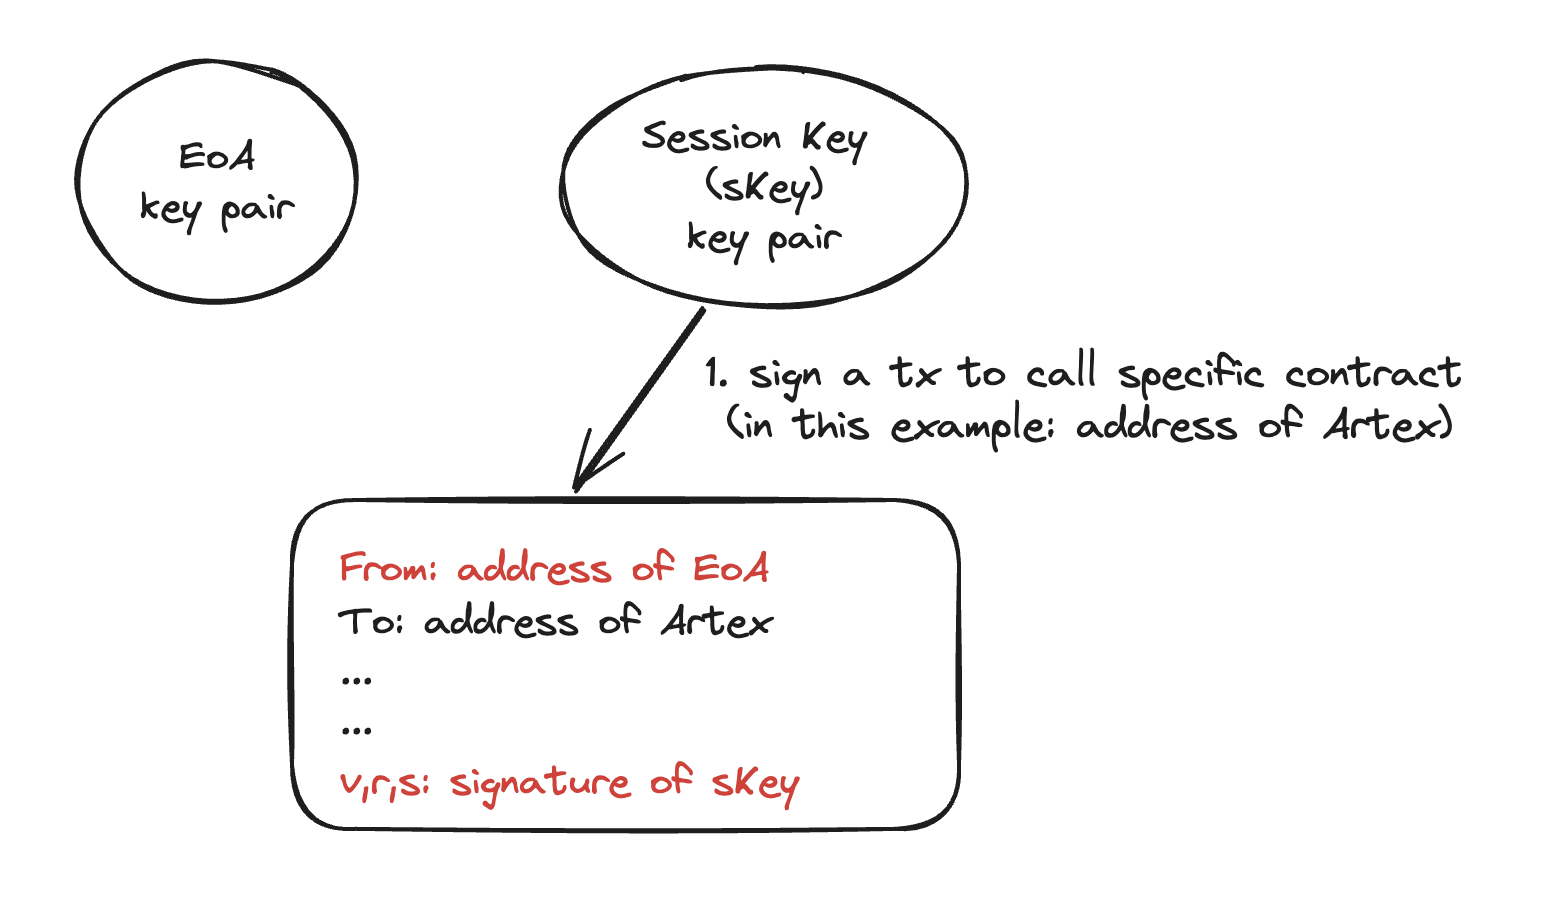 EoA
key pair
Session Key
(sKey)
key pair
1. sign a tx to call specific contract
(in this example: address of Artex)
From: address of EoA
To: address of Artex
...
...
v,r,s: signature of sKey